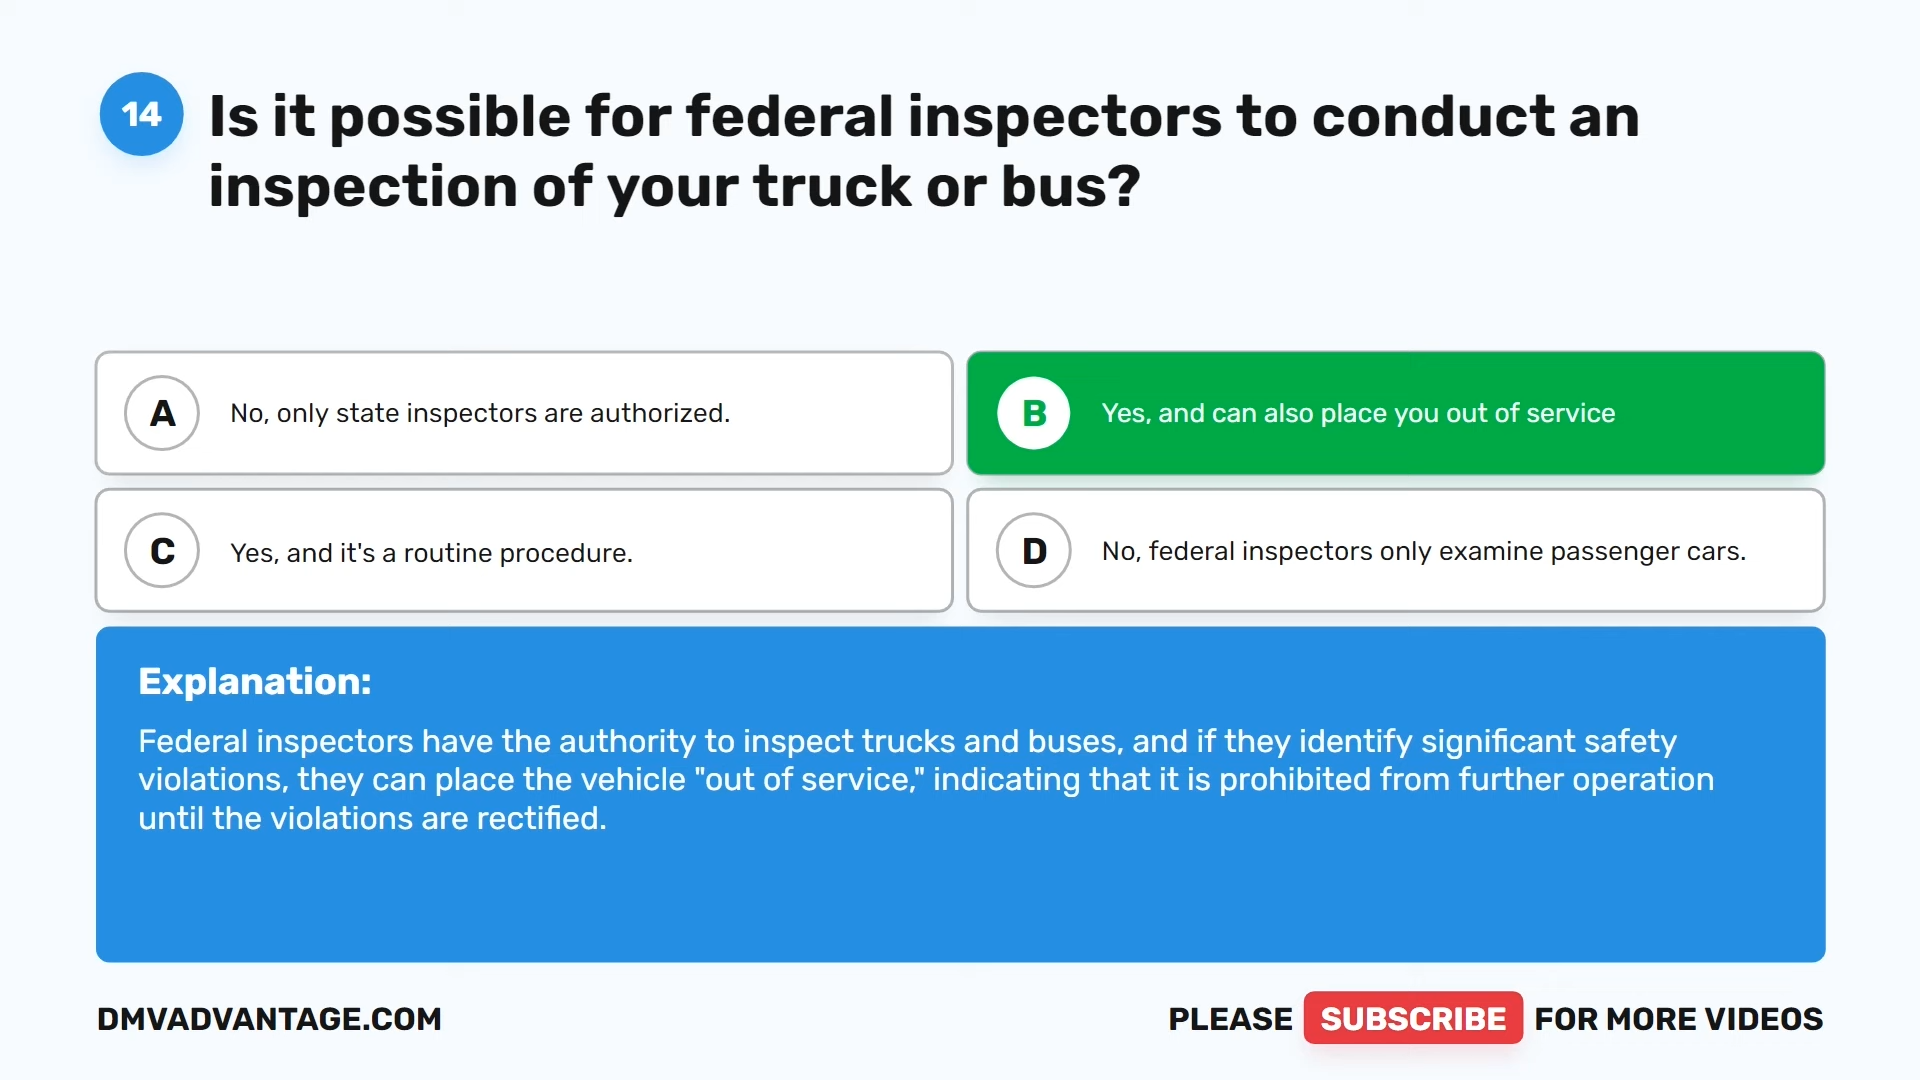 14
Is it possible for federal inspectors to conduct an
inspection of your truck or bus?
A
No, only state inspectors are authorized.
B
Yes, and can also place you out of service
C
Yes, and it's a routine procedure.
D
No, federal inspectors only examine passenger cars.
Explanation:
Federal inspectors have the authority to inspect trucks and buses, and if they identify significant safety
violations, they can place the vehicle "out of service," indicating that it is prohibited from further operation
until the violations are rectified.
DMVADVANTAGE.COM
PLEASE SUBSCRIBE FOR MORE VIDEOS